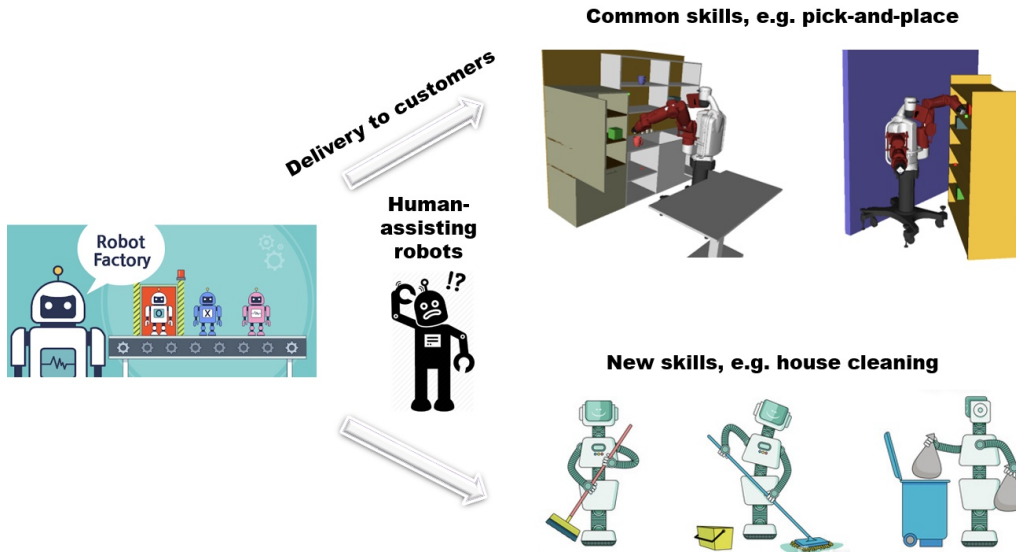 Common skills, e.g. pick-and-place
Delivery to customers
Human-
assisting
robots
!?
Robot
Factory
X
New skills, e.g. house cleaning